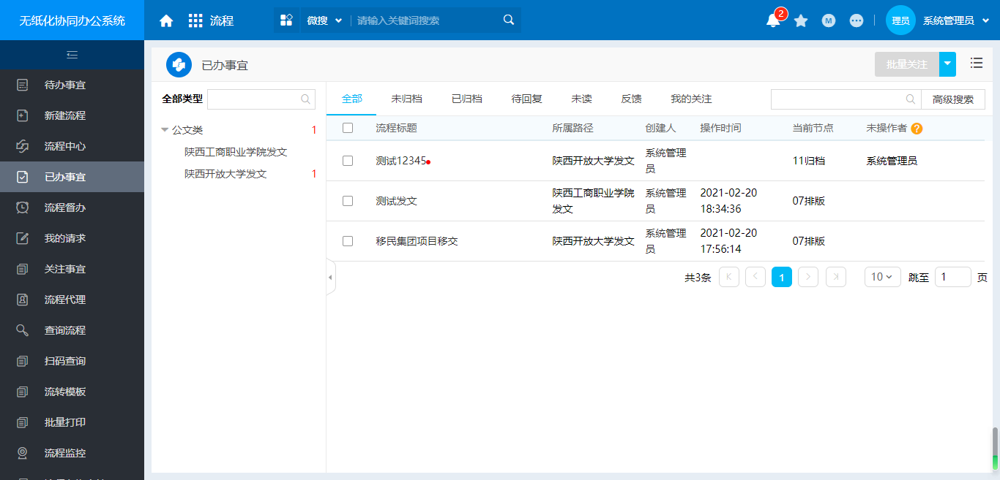 无纸化协同办公系统
流程
微搜
请输入关键词搜索
2
M
理员
系统管理员
待办事宜
新建流程
流程中心
已办事宜
流程督办
我的请求
关注事宜
流程代理
查询流程
扫码查询
流转模板
批量打印
流程监控
已办事宜
批量关注
全部类型
公文类 1
陕西工商职业学院发文
陕西开放大学发文 1
全部 未归档 已归档 待回复 未读 反馈 我的关注
高级搜索
流程标题 所属路径 创建人 操作时间 当前节点 未操作者 ?
测试12345 陕西开放大学发文 系统管理
员 11归档 系统管理员
测试发文 陕西工商职业学院
发文 系统管理
员 2021-02-20
18:34:36 07排版
移民集团项目移交 陕西开放大学发文 系统管理
员 2021-02-20
17:56:14 07排版
共3条 1 10 跳至 1 页